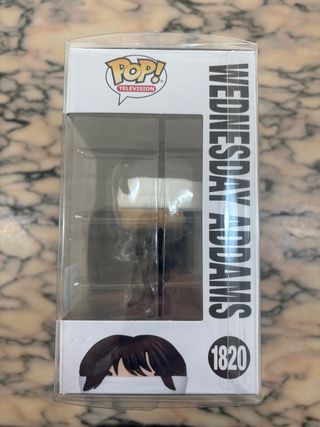 POP!
TELEVISION
WEDNESDAY ADDAMS
1820